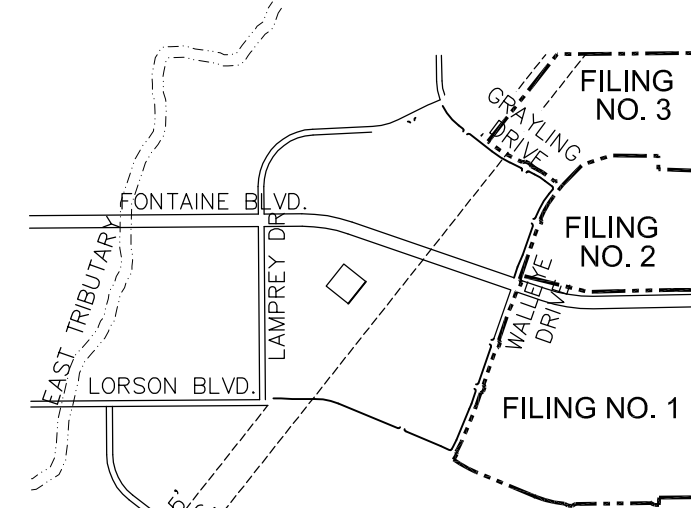 FILING
NO. 3
GRAYLING
DRIVE
FONTAINE BLVD.
FILING
NO. 2
EAST TRIBUTARY
LAMPREY DR
WALLEYE
DRIVE
LORSON BLVD.
FILING NO. 1
5'